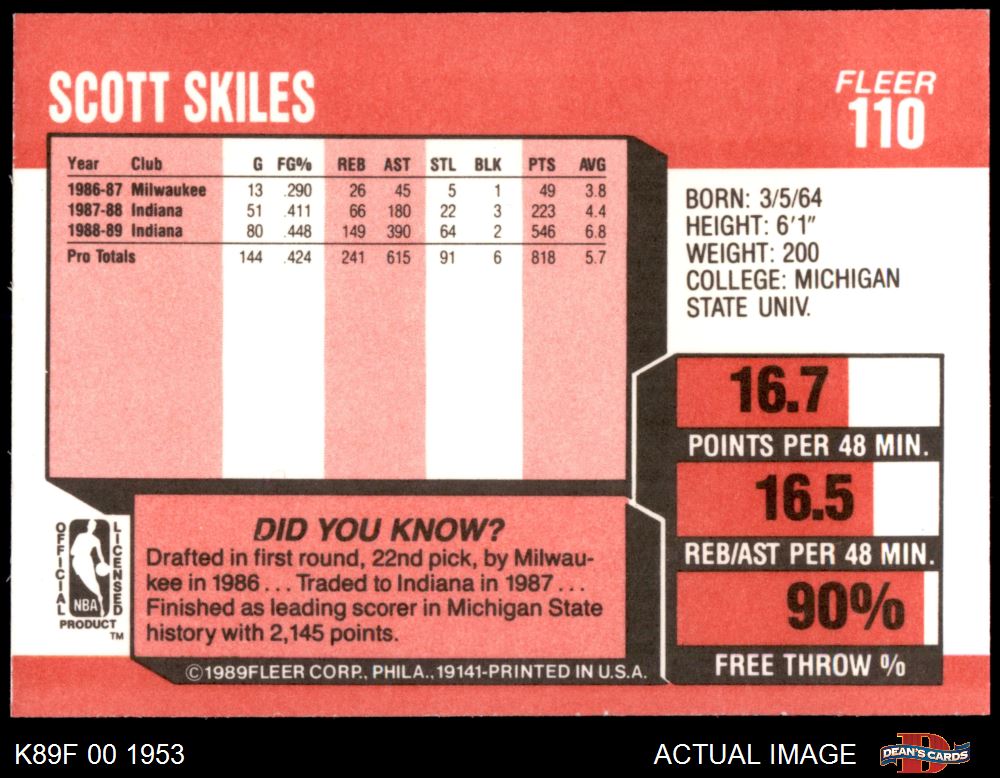 SCOTT SKILES
FLEER
110
Year Club G FG% REB AST STL BLK PTS AVG
1986-87 Milwaukee 13 .290 26 45 5 1 49 3.8
1987-88 Indiana 51 .411 66 180 22 3 223 4.4
1988-89 Indiana 80 .448 149 390 64 2 546 6.8
Pro Totals 144 .424 241 615 91 6 818 5.7
BORN: 3/5/64
HEIGHT: 6'1"
WEIGHT: 200
COLLEGE: MICHIGAN
STATE UNIV.
16.7
POINTS PER 48 MIN.
16.5
REB/AST PER 48 MIN.
90%
FREE THROW %
DID YOU KNOW?
Drafted in first round, 22nd pick, by Milwau-
kee in 1986 . . . Traded to Indiana in 1987 . . .
Finished as leading scorer in Michigan State
history with 2,145 points.
OFFICIAL
LICENSED
NBA
PRODUCT
TM
©1989FLEER CORP., PHILA., 19141-PRINTED IN U.S.A.
K89F 00 1953
ACTUAL IMAGE
D
DEAN'S CARDS